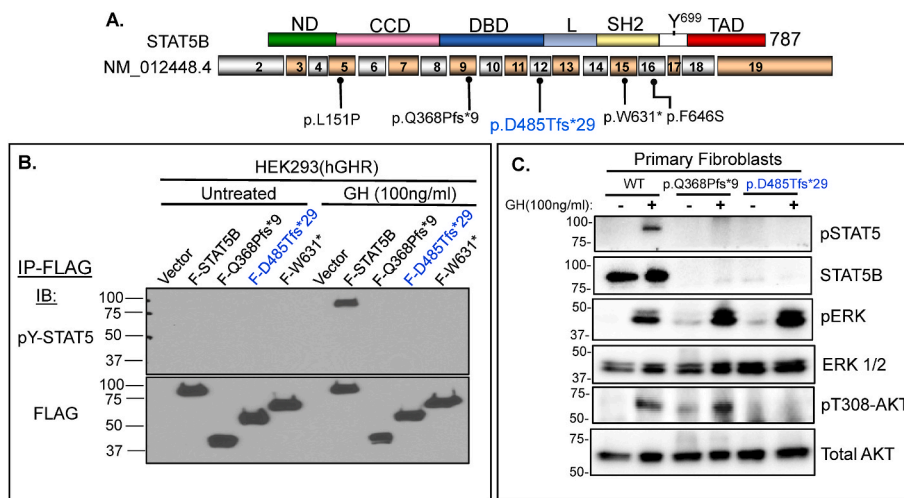 A.
ND CCD DBD L SH2 Y699 TAD
STAT5B 787
NM_012448.4 2 3 4 5 6 7 8 9 10 11 12 13 14 15 16 17 18 19
p.L151P p.Q368Pfs*9 p.D485Tfs*29 p.W631* p.F646S
B.
HEK293(hGHR)
Untreated GH (100ng/ml)
Vector F-STAT5B F-Q368Pfs*9 F-D485Tfs*29 F-W631* Vector F-STAT5B F-Q368Pfs*9 F-D485Tfs*29 F-W631*
IP-FLAG
IB:
pY-STAT5
100
75
50
37
FLAG
100
75
50
37
C.
Primary Fibroblasts
WT p.Q368Pfs*9 p.D485Tfs*29
GH(100ng/ml): - + - + - +
100-
75-
pSTAT5
100-
75-
STAT5B
50-
37-
pERK
50-
37-
ERK 1/2
75-
50-
pT308-AKT
75-
50-
Total AKT